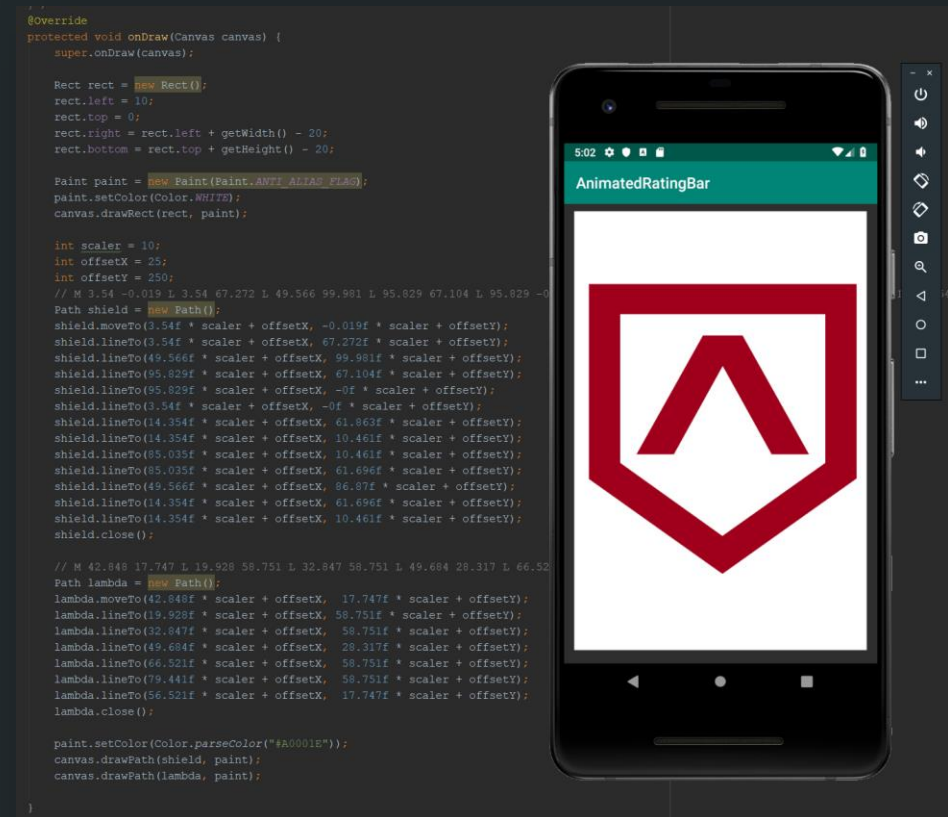 @Override
protected void onDraw(Canvas canvas) {
super.onDraw(canvas);
Rect rect = new Rect();
rect.left = 10;
rect.top = 0;
rect.right = rect.left + getWidth() - 20;
rect.bottom = rect.top + getHeight() - 20;
Paint paint = new Paint(Paint.ANTI_ALIAS_FLAG);
paint.setColor(Color.WHITE);
canvas.drawRect(rect, paint);
int scaler = 10;
int offsetX = 25;
int offsetY = 250;
// M 3.54 -0.019 L 3.54 67.272 L 49.566 99.981 L 95.829 67.104 L 95.829 -0
Path shield = new Path();
shield.moveTo(3.54f * scaler + offsetX, -0.019f * scaler + offsetY);
shield.lineTo(3.54f * scaler + offsetX, 67.272f * scaler + offsetY);
shield.lineTo(49.566f * scaler + offsetX, 99.981f * scaler + offsetY);
shield.lineTo(95.829f * scaler + offsetX, 67.104f * scaler + offsetY);
shield.lineTo(95.829f * scaler + offsetX, -0f * scaler + offsetY);
shield.lineTo(3.54f * scaler + offsetX, -0f * scaler + offsetY);
shield.lineTo(14.354f * scaler + offsetX, 61.863f * scaler + offsetY);
shield.lineTo(14.354f * scaler + offsetX, 10.461f * scaler + offsetY);
shield.lineTo(85.035f * scaler + offsetX, 10.461f * scaler + offsetY);
shield.lineTo(85.035f * scaler + offsetX, 61.696f * scaler + offsetY);
shield.lineTo(49.566f * scaler + offsetX, 86.87f * scaler + offsetY);
shield.lineTo(14.354f * scaler + offsetX, 61.696f * scaler + offsetY);
shield.lineTo(14.354f * scaler + offsetX, 10.461f * scaler + offsetY);
shield.close();
// M 42.848 17.747 L 19.928 58.751 L 32.847 58.751 L 49.684 28.317 L 66.52
Path lambda = new Path();
lambda.moveTo(42.848f * scaler + offsetX, 17.747f * scaler + offsetY);
lambda.lineTo(19.928f * scaler + offsetX, 58.751f * scaler + offsetY);
lambda.lineTo(32.847f * scaler + offsetX, 58.751f * scaler + offsetY);
lambda.lineTo(49.684f * scaler + offsetX, 28.317f * scaler + offsetY);
lambda.lineTo(66.521f * scaler + offsetX, 58.751f * scaler + offsetY);
lambda.lineTo(79.441f * scaler + offsetX, 58.751f * scaler + offsetY);
lambda.lineTo(56.521f * scaler + offsetX, 17.747f * scaler + offsetY);
lambda.close();
paint.setColor(Color.parseColor("#A0001E"));
canvas.drawPath(shield, paint);
canvas.drawPath(lambda, paint);
}
5:02
AnimatedRatingBar